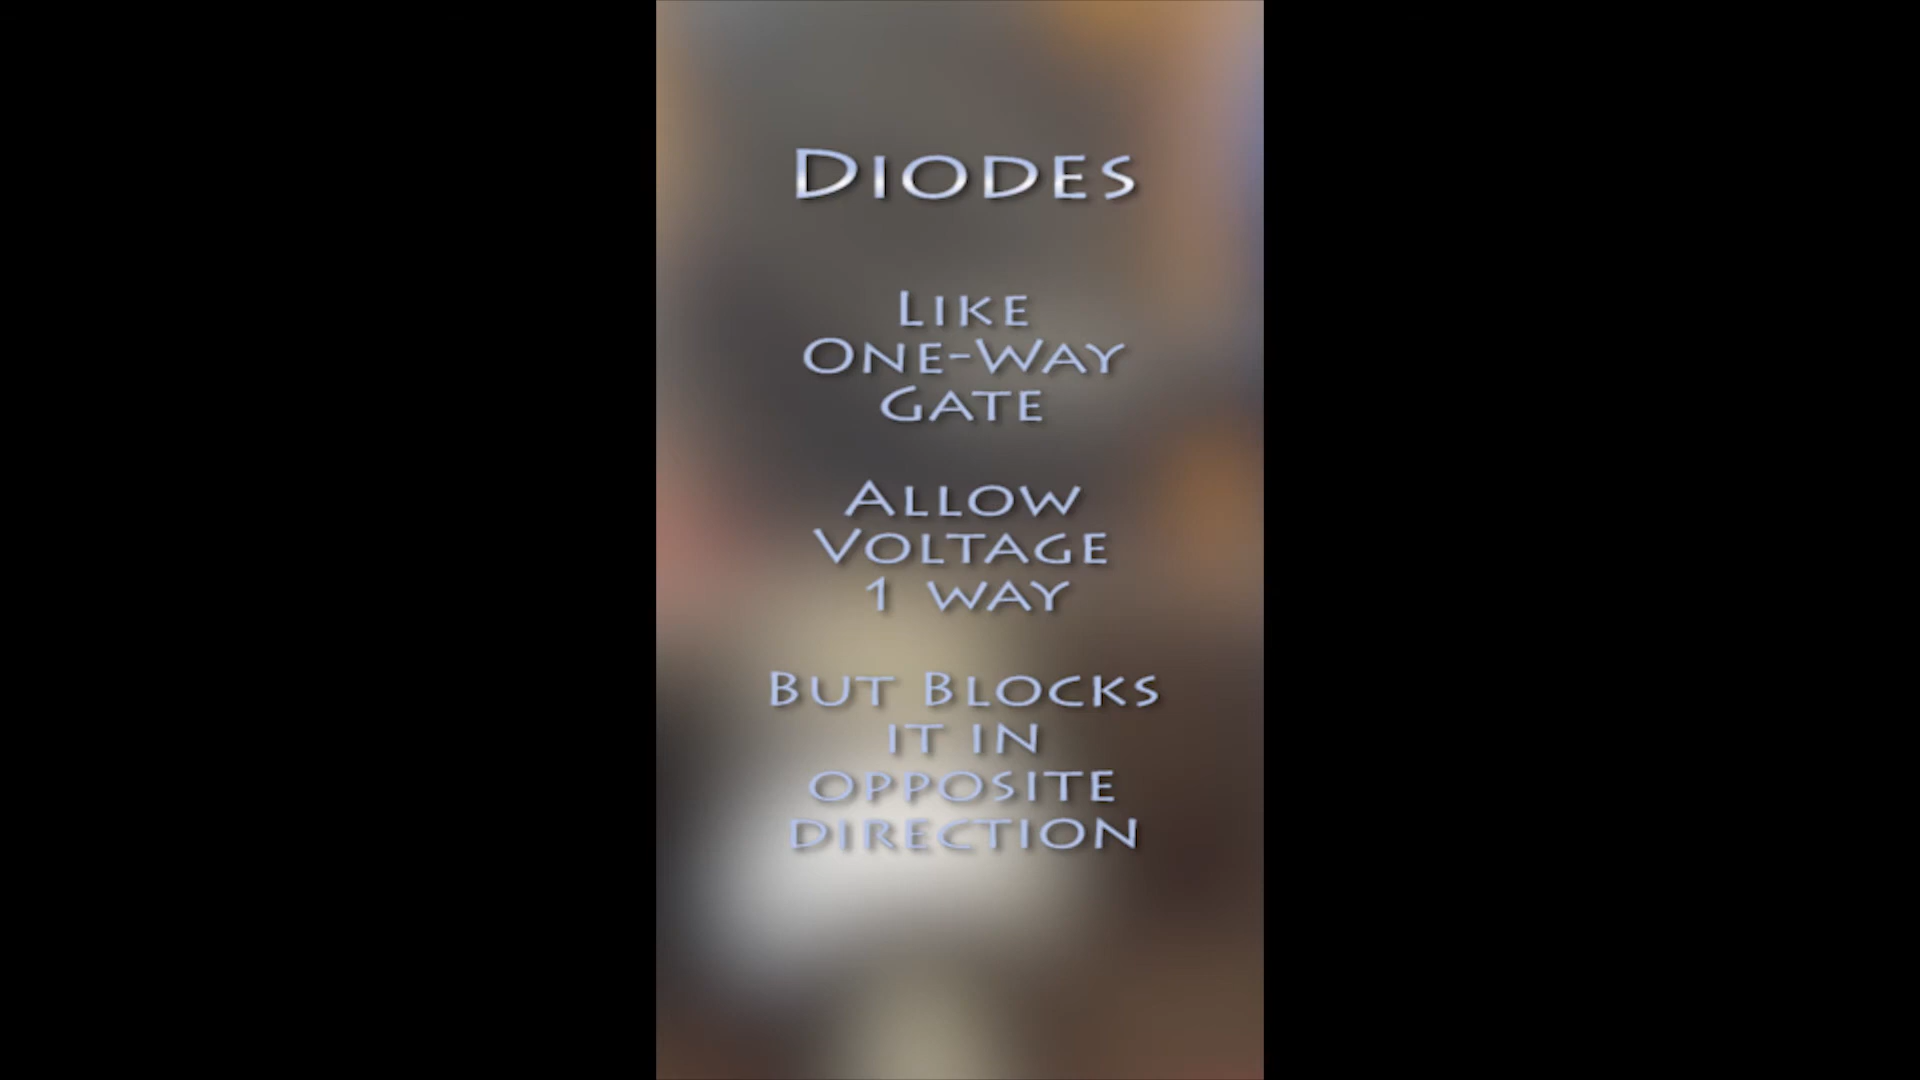 Diodes
Like
One-Way
Gate
Allow
Voltage
1 way
But Blocks
it in
opposite
direction